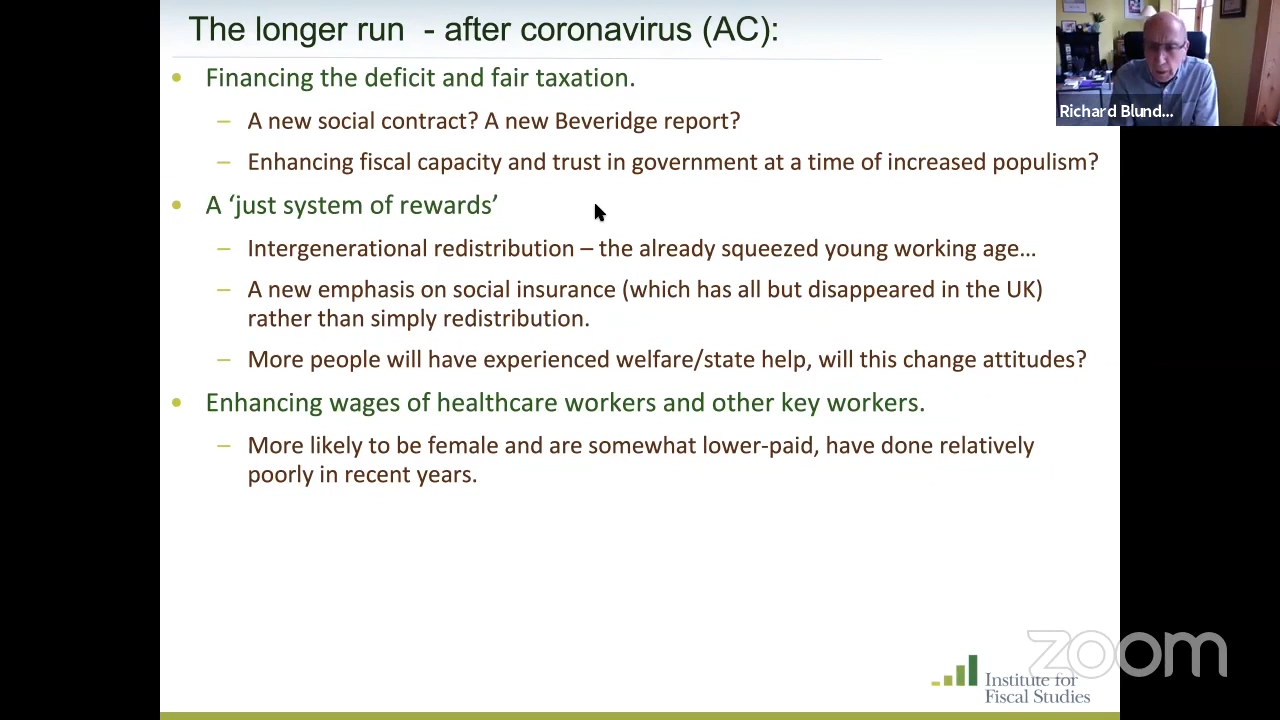 The longer run - after coronavirus (AC):
• Financing the deficit and fair taxation.
– A new social contract? A new Beveridge report?
– Enhancing fiscal capacity and trust in government at a time of increased populism?
• A ‘just system of rewards’
– Intergenerational redistribution – the already squeezed young working age…
– A new emphasis on social insurance (which has all but disappeared in the UK)
rather than simply redistribution.
– More people will have experienced welfare/state help, will this change attitudes?
• Enhancing wages of healthcare workers and other key workers.
– More likely to be female and are somewhat lower-paid, have done relatively
poorly in recent years.
Richard Blund...
zoom
Institute for
Fiscal Studies